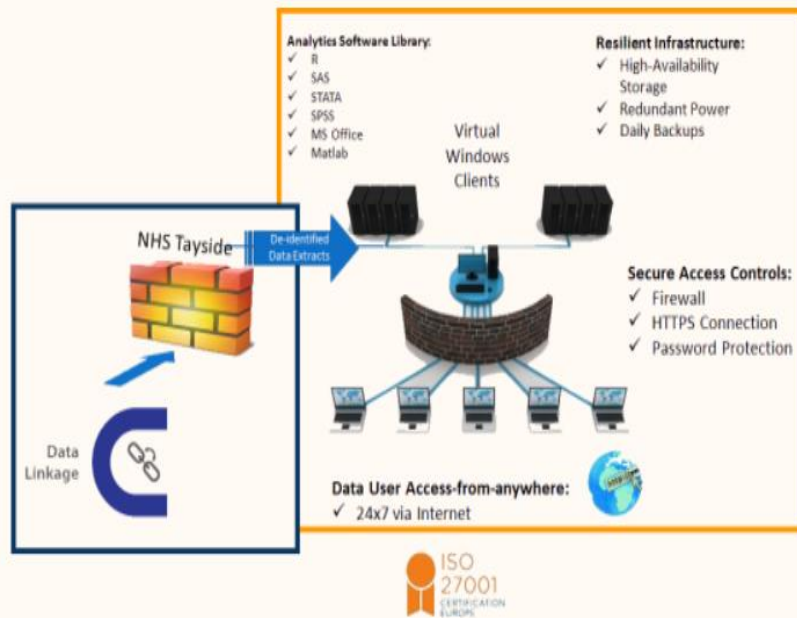 Analytics Software Library:
✓ R
✓ SAS
✓ STATA
✓ SPSS
✓ MS Office
✓ Matlab
Virtual
Windows
Clients
Resilient Infrastructure:
✓ High-Availability
Storage
✓ Redundant Power
✓ Daily Backups
NHS Tayside
De-identified
Data Extracts
Secure Access Controls:
✓ Firewall
✓ HTTPS Connection
✓ Password Protection
Data
Linkage
Data User Access-from-anywhere:
✓ 24x7 via Internet
ISO
27001
CERTIFICATION
EUROPE